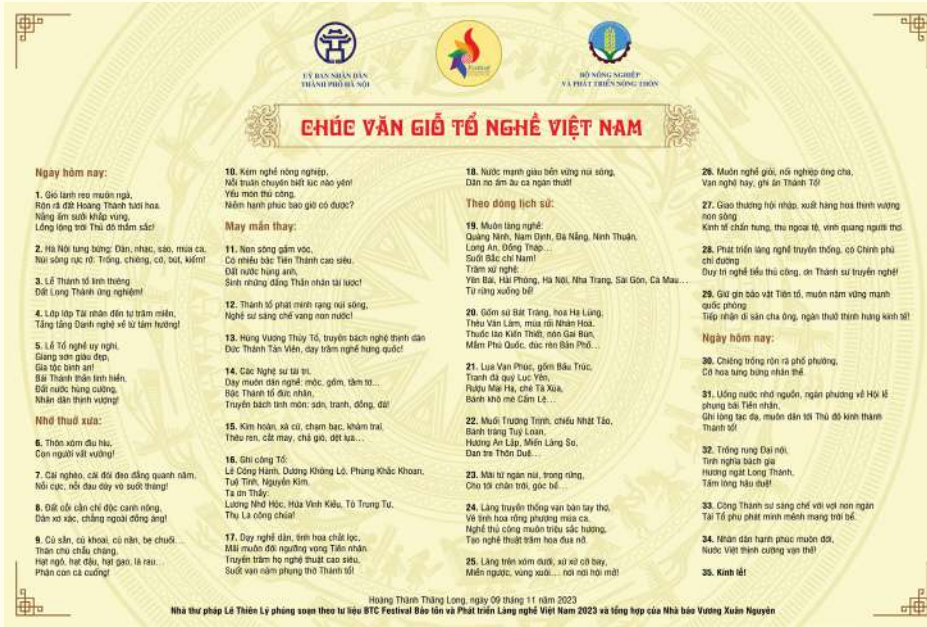 ỦY BAN NHÂN DÂN
THÀNH PHỐ HÀ NỘI
Festival
BỘ NÔNG NGHIỆP
VÀ PHÁT TRIỂN NÔNG THÔN
CHÚC VĂN GIỖ TỔ NGHỀ VIỆT NAM
Ngày hôm nay:
1. Gió lành reo muôn ngả,
Rộn rã đất Hoàng Thành tươi hoa.
Nắng ấm sưởi khắp vùng,
Lồng lộng trời Thủ đô thắm sắc!
2. Hà Nội tưng bừng: Đàn, nhạc, sáo, múa ca,
Núi sông rực rỡ: Trống, chiêng, cờ, bút, kiếm!
3. Lễ Thánh tổ linh thiêng
Đất Long Thành ứng nghiệm!
4. Lớp lớp Tài nhân đến tự trăm miền,
Tầng tầng Danh nghệ về từ tám hướng!
5. Lễ Tổ nghề uy nghi,
Giang sơn giàu đẹp,
Gia tộc bình an!
Bái Thánh thần linh hiển,
Đất nước hùng cường,
Nhân dân thịnh vượng!
Nhớ thuở xưa:
6. Thôn xóm đìu hiu,
Con người vất vưởng!
7. Cái nghèo, cái đói đeo đẳng quanh năm,
Nỗi cực, nỗi đau dày vò suốt tháng!
8. Đất cỗi cằn chỉ độc canh nông,
Dân xơ xác, chẳng ngoài đồng áng!
9. Củ sắn, củ khoai, củ nần, bẹ chuối…
Thân chủ chẫu chàng,
Hạt ngô, hạt đậu, hạt gạo, lá rau…
Phận con cà cuống!
10. Kém nghề nông nghiệp,
Nỗi truân chuyên biết lúc nào yên!
Yếu món thủ công,
Niềm hạnh phúc bao giờ có được?
May mắn thay:
11. Non sông gấm vóc,
Có nhiều bậc Tiên Thánh cao siêu.
Đất nước hùng anh,
Sinh những đấng Thần nhân tài lược!
12. Thánh tổ phát minh rạng núi sông,
Nghệ sư sáng chế vang non nước!
13. Hùng Vương Thủy Tổ, truyền bách nghệ thịnh dân
Đức Thánh Tản Viên, dạy trăm nghề hưng quốc!
14. Các Nghệ sư tài trí,
Dạy muôn dân nghề: mộc, gốm, tằm tơ…
Bậc Thánh tổ đức nhân,
Truyền bách tính món: sơn, tranh, đồng, đá!
15. Kim hoàn, xà cừ, chạm bạc, khảm trai,
Thêu ren, cắt may, chả giò, dệt lụa…
16. Ghi công Tổ:
Lê Công Hành, Dương Không Lộ, Phùng Khắc Khoan,
Tuệ Tĩnh, Nguyễn Kim,
Tạ ơn Thầy:
Lương Nhữ Hộc, Hứa Vĩnh Kiều, Tô Trung Tự,
Thụ La công chúa!
17. Dạy nghề dân, tinh hoa chắt lọc,
Mãi muôn đời ngưỡng vọng Tiên nhân
Truyền trăm họ nghệ thuật cao siêu,
Suốt vạn năm phụng thờ Thánh tổ!
18. Nước mạnh giàu bền vững núi sông,
Dân no ấm âu ca ngàn thuở!
Theo dòng lịch sử:
19. Muôn làng nghề:
Quảng Ninh, Nam Định, Đà Nẵng, Ninh Thuận,
Long An, Đồng Tháp…
Suốt Bắc chí Nam!
Trăm xứ nghệ:
Yên Bái, Hải Phòng, Hà Nội, Nha Trang, Sài Gòn, Cà Mau…
Từ rừng xuống bể!
20. Gốm sứ Bát Tràng, hoa Hạ Lũng,
Thêu Văn Lâm, múa rối Nhân Hòa.
Thuốc lào Kiến Thiết, nón Gai Bún,
Mắm Phú Quốc, đúc rèn Bản Phố…
21. Lụa Vạn Phúc, gốm Bầu Trúc,
Tranh đá quý Lục Yên,
Rượu Mai Hạ, chè Tà Xùa,
Bánh khô mè Cẩm Lệ…
22. Muối Trường Trịnh, chiếu Nhật Tảo,
Bánh tráng Tuý Loan,
Hương An Lập, Miến Làng So,
Đan tre Thôn Duệ…
23. Mãi từ ngàn núi, trong rừng,
Cho tới chân trời, góc bể…
24. Làng truyền thống vạn bàn tay thợ,
Vẽ tinh hoa rồng phượng múa ca,
Nghề thủ công muôn triệu sắc hương,
Tạo nghệ thuật trăm hoa đua nở.
25. Làng trên xóm dưới, xứ xứ cờ bay,
Miền ngược, vùng xuôi… nơi nơi hội mở!
26. Muôn nghề giỏi, nối nghiệp ông cha,
Vạn nghệ hay, ghi ân Thánh Tổ!
27. Giao thương hội nhập, xuất hàng hoá thịnh vượng
non sông
Kinh tế chấn hưng, thu ngoại tệ, vinh quang người thợ.
28. Phát triển làng nghề truyền thống, có Chính phủ
chỉ đường
Duy trì nghề tiểu thủ công, ơn Thánh sư truyền nghệ!
29. Giữ gìn bảo vật Tiên tổ, muôn năm vững mạnh
quốc phòng
Tiếp nhận di sản cha ông, ngàn thuở thịnh hưng kinh tế!
Ngày hôm nay:
30. Chiêng trống rộn rã phố phường,
Cờ hoa tưng bừng nhân thế.
31. Uống nước nhớ nguồn, ngàn phương về Hội lễ
phụng bái Tiên nhân,
Ghi lòng tạc dạ, muôn dân tới Thủ đô kính thành
Thánh tổ!
32. Trống rung Đại nội,
Tình nghĩa bách gia
Hương ngát Long Thành,
Tấm lòng hậu duệ!
33. Công Thánh sư sáng chế vời vợi non ngàn
Tài Tổ phụ phát minh mênh mang trời bể.
34. Nhân dân hạnh phúc muôn đời,
Nước Việt thịnh cường vạn thế!
35. Kính lễ!
Hoàng Thành Thăng Long, ngày 09 tháng 11 năm 2023
Nhà thư pháp Lê Thiên Lý phụng soạn theo tư liệu BTC Festival Bảo tồn và Phát triển Làng nghề Việt Nam 2023 và tổng hợp của Nhà báo Vương Xuân Nguyên